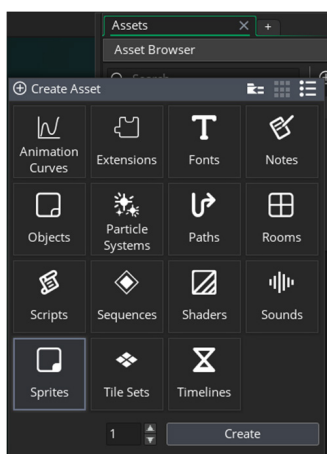 Assets
Asset Browser
Search
Create Asset
Animation Curves
Extensions
Fonts
Notes
Objects
Particle Systems
Paths
Rooms
Scripts
Sequences
Shaders
Sounds
Sprites
Tile Sets
Timelines
1
Create